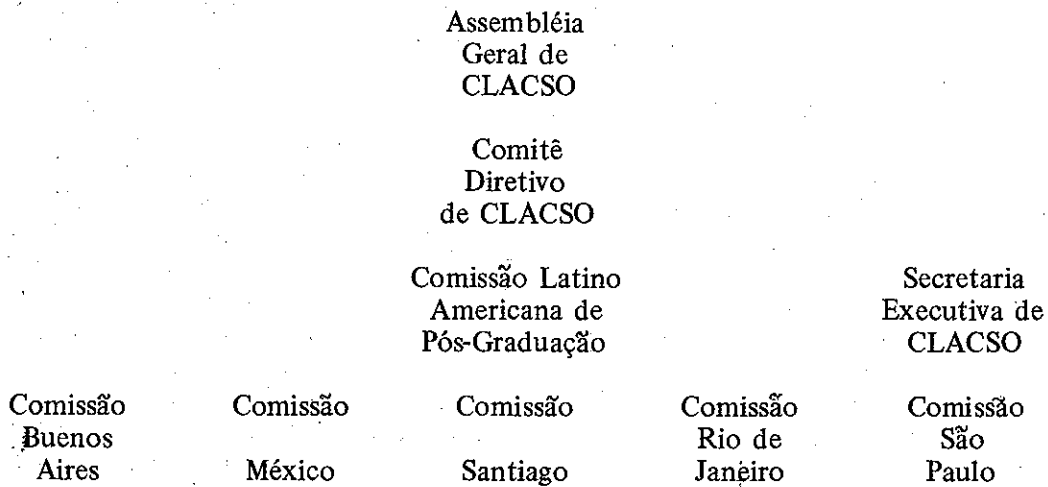 Assembléia
Geral de
CLACSO
Comitê
Diretivo
de CLACSO
Comissão Latino
Americana de
Pós-Graduação
Secretaria
Executiva de
CLACSO
Comissão
Buenos
Aires
Comissão
México
Comissão
Santiago
Comissão
Rio de
Janeiro
Comissão
São
Paulo